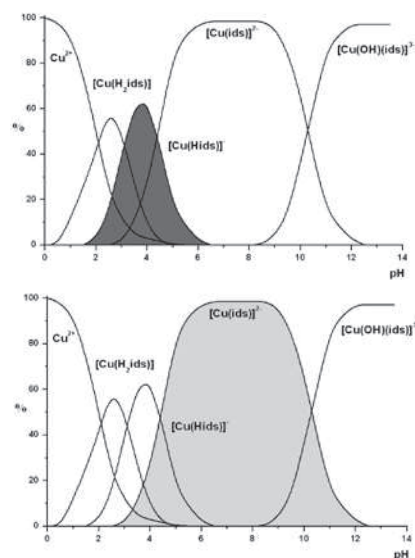 100
80
60
40
20
0
%
Cu²⁺
[Cu(H₂ids)]
[Cu(Hids)]⁻
[Cu(ids)]²⁻
[Cu(OH)(ids)]³⁻
0 2 4 6 8 10 12 14
pH
100
80
60
40
20
0
%
Cu²⁺
[Cu(H₂ids)]
[Cu(Hids)]⁻
[Cu(ids)]²⁻
[Cu(OH)(ids)]³⁻
0 2 4 6 8 10 12 14
pH